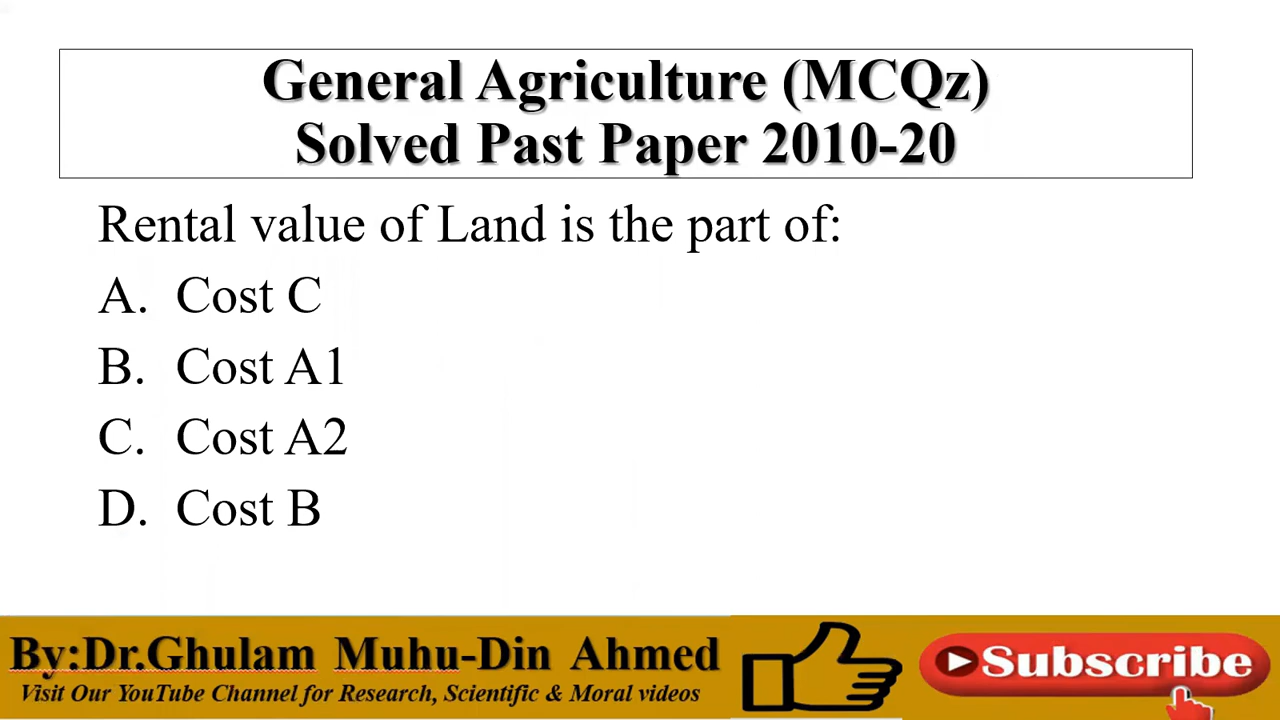 General Agriculture (MCQz)
Solved Past Paper 2010-20
Rental value of Land is the part of:
A. Cost C
B. Cost A1
C. Cost A2
D. Cost B
By:Dr.Ghulam Muhu-Din Ahmed
Visit Our YouTube Channel for Research, Scientific & Moral videos
Subscribe